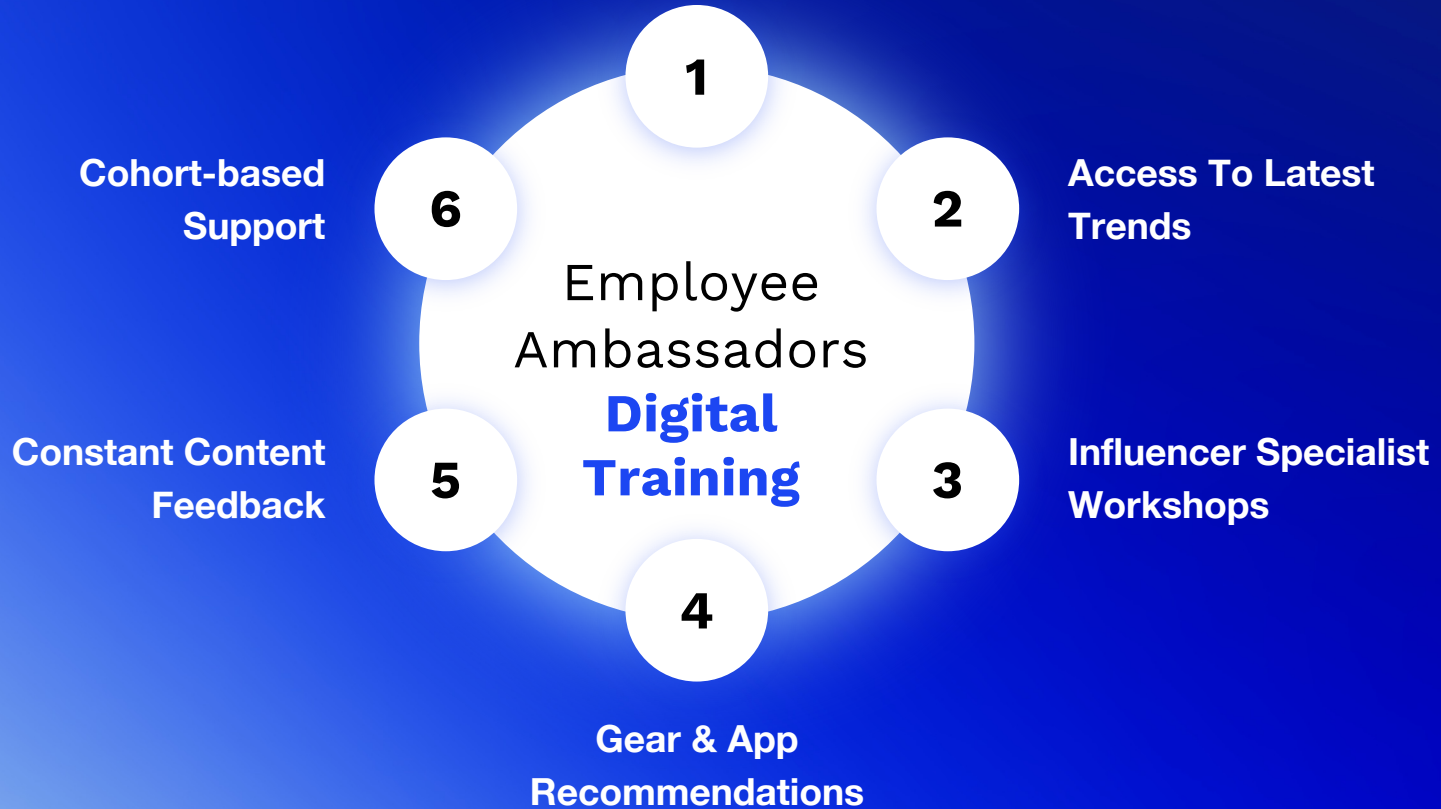 1
Cohort-based
Support
6
2
Access To Latest
Trends
Employee
Ambassadors
Digital
Training
Constant Content
Feedback
5
3
Influencer Specialist
Workshops
4
Gear & App
Recommendations